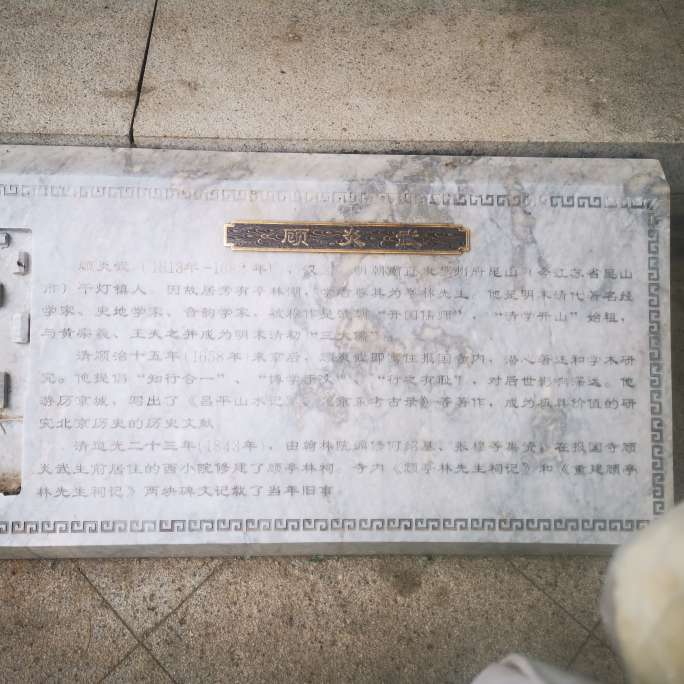 顾炎武
顾炎武（1613年-1682年），汉 明朝南直隶苏州府昆山（今江苏省昆山
市）千灯镇人。因故居旁有亭林湖，学者尊其为亭林先生。他是明末清代著名经
学家、史地学家、音韵学家，被称作是清朝“开国儒师”、“清学开山”始祖，
与黄宗羲、王夫之并成为明末清初“三大儒”
清顺治十五年（1658年）来京后，顾炎武即寄住报国寺内，潜心著述和学术研
究。他提倡“知行合一”、“博学于文”、“行己有耻”，对后世影响深远。他
游历京城，写出了《昌平山水记》、《京东考古录》等著作，成为极具价值的研
究北京历史的历史文献
清道光二十三年（1843年），由翰林院编修何绍基、张穆等集资，在报国寺顾
炎武生前居住的西小院修建了顾亭林祠。寺内《顾亭林先生祠记》和《重建顾亭
林先生祠记》两块碑文记载了当年旧事